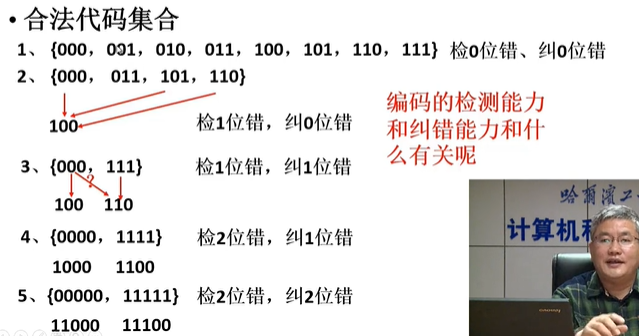 • 合法代码集合
1、 {000, 001, 010, 011, 100, 101, 110, 111} 检0位错、纠0位错
2、 {000, 011, 101, 110}
100 检1位错，纠0位错
编码的检测能力
和纠错能力和什
么有关呢
3、{000, 111} 检1位错，纠1位错
?
100 110
4、{0000, 1111} 检2位错，纠1位错
1000 1100
5、{00000, 11111} 检2位错，纠2位错
11000 11100
哈爾濱工
计算机科